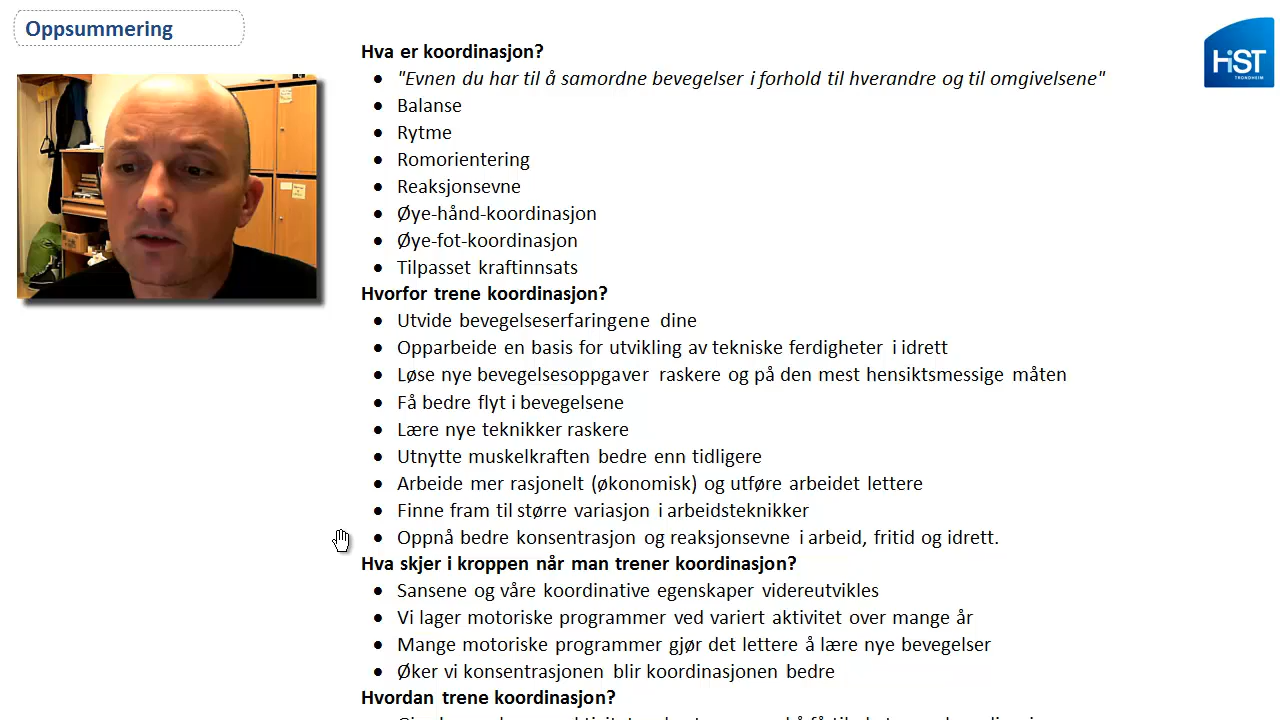 Oppsummering
Hva er koordinasjon?
• "Evnen du har til å samordne bevegelser i forhold til hverandre og til omgivelsene"
• Balanse
• Rytme
• Romorientering
• Reaksjonsevne
• Øye-hånd-koordinasjon
• Øye-fot-koordinasjon
• Tilpasset kraftinnsats
Hvorfor trene koordinasjon?
• Utvide bevegelseserfaringene dine
• Opparbeide en basis for utvikling av tekniske ferdigheter i idrett
• Løse nye bevegelsesoppgaver raskere og på den mest hensiktsmessige måten
• Få bedre flyt i bevegelsene
• Lære nye teknikker raskere
• Utnytte muskelkraften bedre enn tidligere
• Arbeide mer rasjonelt (økonomisk) og utføre arbeidet lettere
• Finne fram til større variasjon i arbeidsteknikker
• Oppnå bedre konsentrasjon og reaksjonsevne i arbeid, fritid og idrett.
Hva skjer i kroppen når man trener koordinasjon?
• Sansene og våre koordinative egenskaper videreutvikles
• Vi lager motoriske programmer ved variert aktivitet over mange år
• Mange motoriske programmer gjør det lettere å lære nye bevegelser
• Øker vi konsentrasjonen blir koordinasjonen bedre
Hvordan trene koordinasjon?
HiST
TRONDHEIM